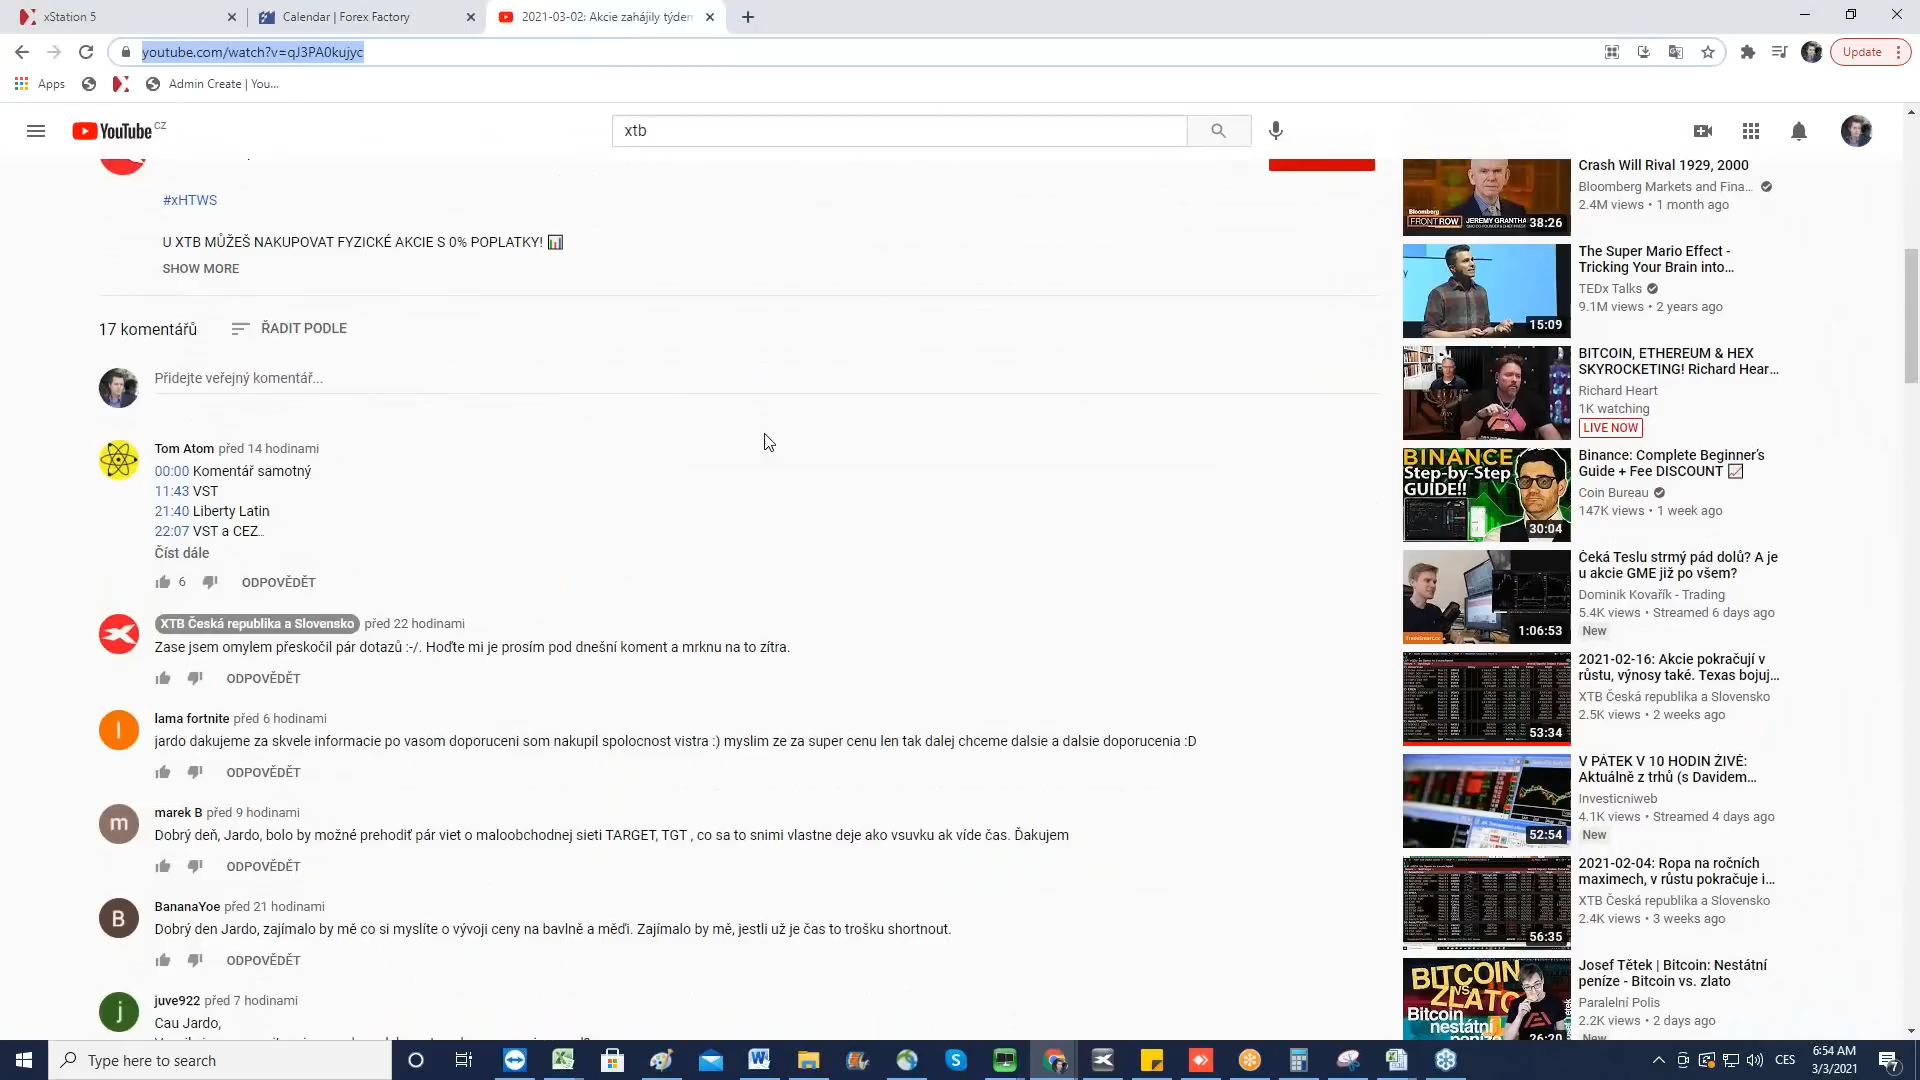 xStation 5
Calendar | Forex Factory
2021-03-02: Akcie zahájily týdem
youtube.com/watch?v=qJ3PA0kujyc
Update
Apps
Admin Create | You...
YouTube CZ
xtb
#xHTWS
U XTB MŮŽEŠ NAKUPOVAT FYZICKÉ AKCIE S 0% POPLATKY!
SHOW MORE
17 komentářů
ŘADIT PODLE
Přidejte veřejný komentář...
Tom Atom před 14 hodinami
00:00 Komentář samotný
11:43 VST
21:40 Liberty Latin
22:07 VST a CEZ...
Číst dále
6
ODPOVĚDĚT
XTB Česká republika a Slovensko před 22 hodinami
Zase jsem omylem přeskočil pár dotazů :-/. Hoďte mi je prosím pod dnešní koment a mrknu na to zítra.
ODPOVĚDĚT
l
lama fortnite před 6 hodinami
jardo dakujeme za skvele informacie po vasom doporuceni som nakupil spolocnost vistra :) myslim ze za super cenu len tak dalej chceme dalsie a dalsie doporucenia :D
ODPOVĚDĚT
m
marek B před 9 hodinami
Dobrý deň, Jardo, bolo by možné prehodiť pár viet o maloobchodnej sieti TARGET, TGT , co sa to snimi vlastne deje ako vsuvku ak víde čas. Ďakujem
ODPOVĚDĚT
B
BananaYoe před 21 hodinami
Dobrý den Jardo, zajímalo by mě co si myslíte o vývoji ceny na bavlně a mědi. Zajímalo by mě, jestli už je čas to trošku shortnout.
ODPOVĚDĚT
j
juve922 před 7 hodinami
Cau Jardo,
Crash Will Rival 1929, 2000
Bloomberg Markets and Fina...
2.4M views • 1 month ago
Bloomberg
FRONT ROW
JEREMY GRANTHA
38:26
The Super Mario Effect -
Tricking Your Brain into...
TEDx Talks
9.1M views • 2 years ago
15:09
BITCOIN, ETHEREUM & HEX
SKYROCKETING! Richard Hear...
Richard Heart
1K watching
LIVE NOW
BINANCE
Step-by-Step
GUIDE!!
30:04
Binance: Complete Beginner's
Guide + Fee DISCOUNT
Coin Bureau
147K views • 1 week ago
Čeká Teslu strmý pád dolů? A je
u akcie GME již po všem?
Dominik Kovařík - Trading
5.4K views • Streamed 6 days ago
New
1:06:53
2021-02-16: Akcie pokračují v
růstu, výnosy také. Texas bojuj...
XTB Česká republika a Slovensko
2.5K views • 2 weeks ago
53:34
V PÁTEK V 10 HODIN ŽIVĚ:
Aktuálně z trhů (s Davidem...
Investicniweb
4.1K views • Streamed 4 days ago
New
52:54
2021-02-04: Ropa na ročních
maximech, v růstu pokračuje i...
XTB Česká republika a Slovensko
2.4K views • 3 weeks ago
56:35
BITCOIN
VS.
ZLATO
Bitcoin
nestátní
26:20
Josef Tětek | Bitcoin: Nestátní
peníze - Bitcoin vs. zlato
Paralelní Polis
2.2K views • 2 days ago
Type here to search
CES
6:54 AM
3/3/2021
7